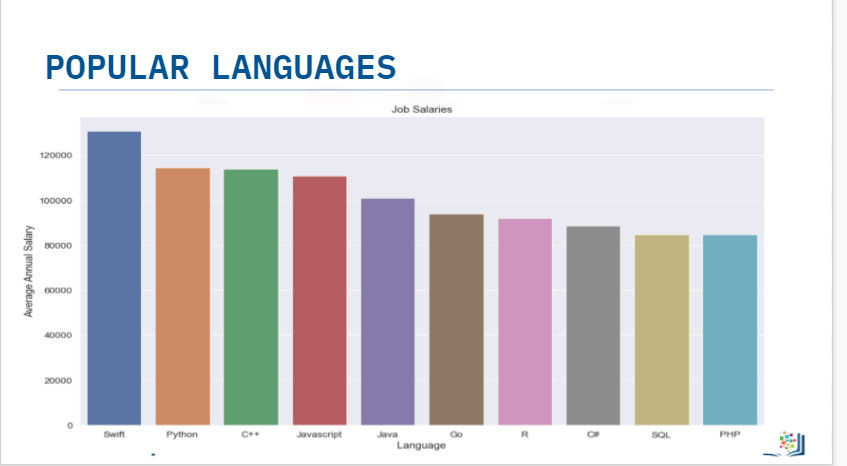 POPULAR LANGUAGES
Job Salaries
120000
100000
80000
60000
40000
20000
0
Average Annual Salary
Swift Python C++ Javascript Java Go R C# SQL PHP
Language